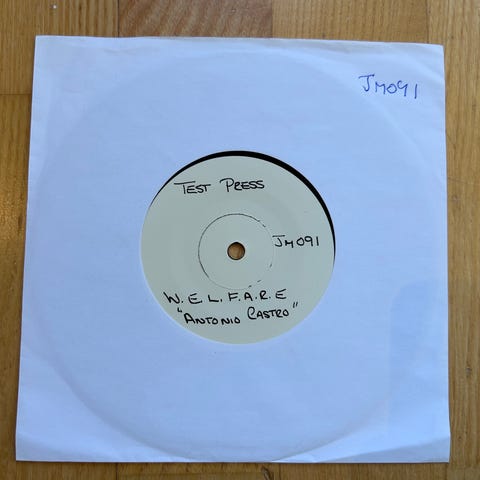 JM091
TEST PRESS
JM091
W.E.L.F.A.R.E
"ANTONIO CASTRO"